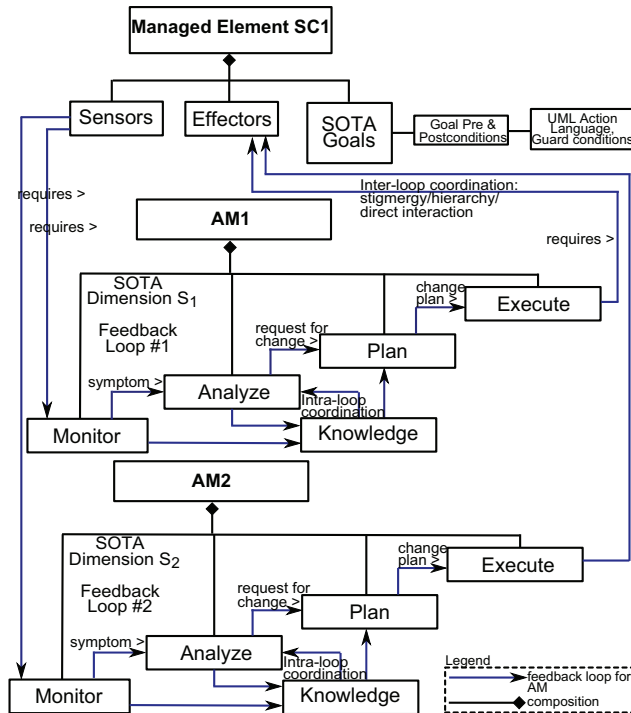 Managed Element SC1
Sensors
Effectors
SOTA
Goals
Goal Pre &
Postconditions
UML Action
Language,
Guard conditions
requires >
requires >
Inter-loop coordination:
stigmergy/hierarchy/
direct interaction
requires >
AM1
SOTA
Dimension S1
Feedback
Loop #1
change
plan >
Execute
request for
change >
Plan
symptom >
Analyze
Intra-loop
coordination
Monitor
Knowledge
AM2
SOTA
Dimension S2
Feedback
Loop #2
change
plan >
Execute
request for
change >
Plan
symptom >
Analyze
Intra-loop
coordination
Monitor
Knowledge
Legend
feedback loop for
AM
composition